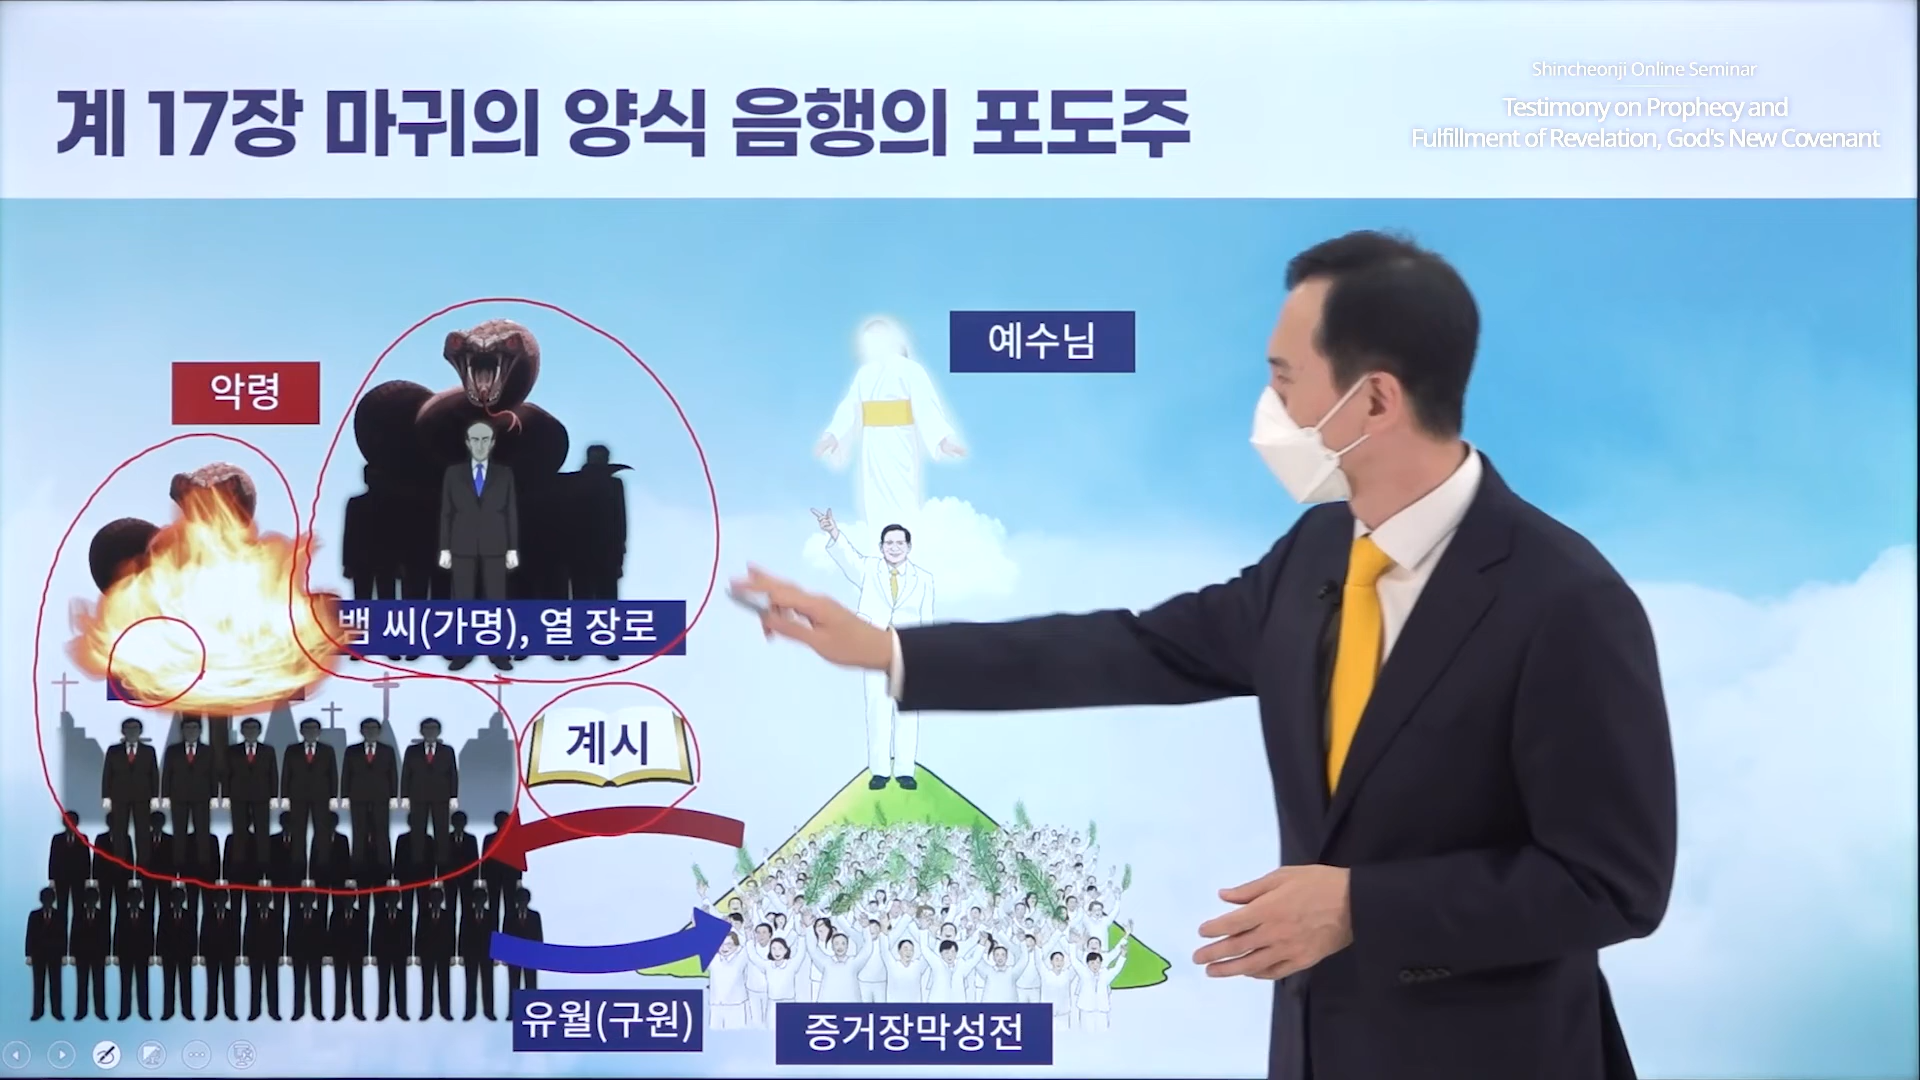 계 17장 마귀의 양식 음행의 포도주
Shincheonji Online Seminar
Testimony on Prophecy and
Fulfillment of Revelation, God's New Covenant
예수님
악령
뱀 씨(가명), 열 장로
계시
유월(구원)
증거장막성전